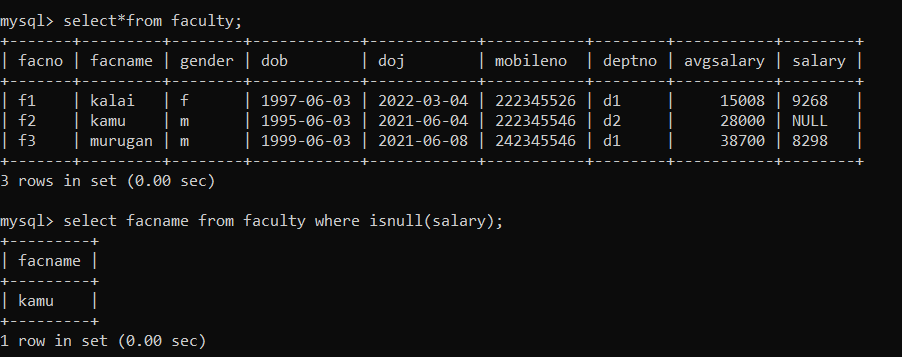 mysql> select*from faculty;
+-------+---------+--------+------------+------------+-----------+--------+-----------+--------+
| facno | facname | gender | dob        | doj        | mobileno  | deptno | avgsalary | salary |
+-------+---------+--------+------------+------------+-----------+--------+-----------+--------+
| f1    | kalai   | f      | 1997-06-03 | 2022-03-04 | 222345526 | d1     |     15008 | 9268   |
| f2    | kamu    | m      | 1995-06-03 | 2021-06-04 | 222345546 | d2     |     28000 | NULL   |
| f3    | murugan | m      | 1999-06-03 | 2021-06-08 | 242345546 | d1     |     38700 | 8298   |
+-------+---------+--------+------------+------------+-----------+--------+-----------+--------+
3 rows in set (0.00 sec)
mysql> select facname from faculty where isnull(salary);
+---------+
| facname |
+---------+
| kamu    |
+---------+
1 row in set (0.00 sec)